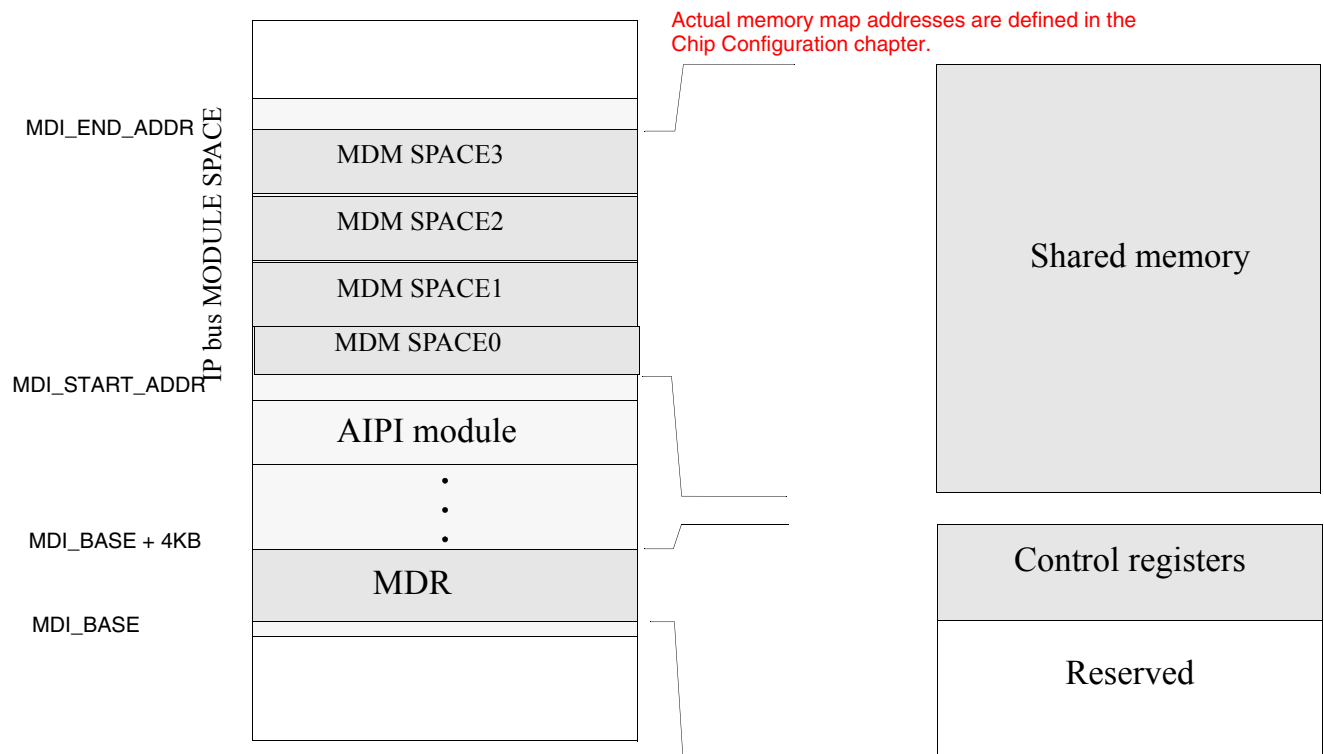 Actual memory map addresses are defined in the
Chip Configuration chapter.
IP bus MODULE SPACE
MDI_END_ADDR
MDM SPACE3
MDM SPACE2
MDM SPACE1
MDM SPACE0
MDI_START_ADDR
AIPI module
MDI_BASE + 4KB
MDR
MDI_BASE
Shared memory
Control registers
Reserved